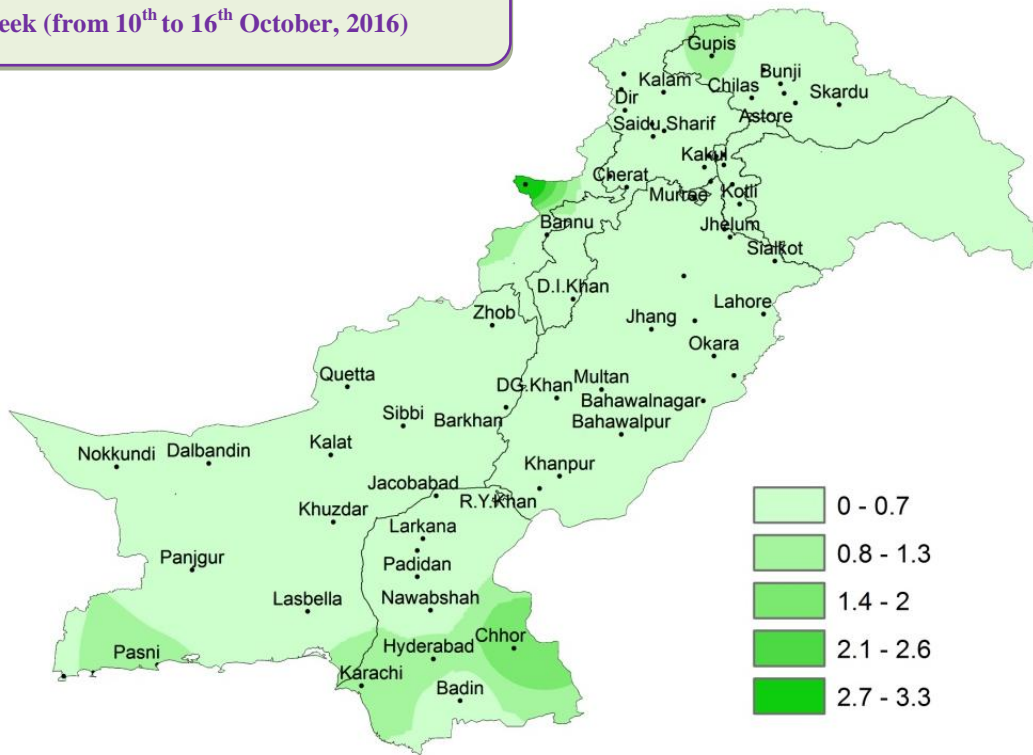 eek (from 10th to 16th October, 2016)
Gupis
Bunji
Kalam
Chilas
Skardu
Dir
Astore
Saidu Sharif
Kakul
Cherat
Murree
Kotli
Bannu
Jhelum
Sialkot
D.I.Khan
Zhob
Lahore
Jhang
Okara
Quetta
DG.Khan
Multan
Bahawalnagar
Sibbi
Barkhan
Bahawalpur
Nokkundi
Dalbandin
Kalat
Khanpur
Jacobabad
R.Y.Khan
Khuzdar
Larkana
Panjgur
Padidan
Lasbella
Nawabshah
Pasni
Hyderabad
Chhor
Karachi
Badin
0 - 0.7
0.8 - 1.3
1.4 - 2
2.1 - 2.6
2.7 - 3.3